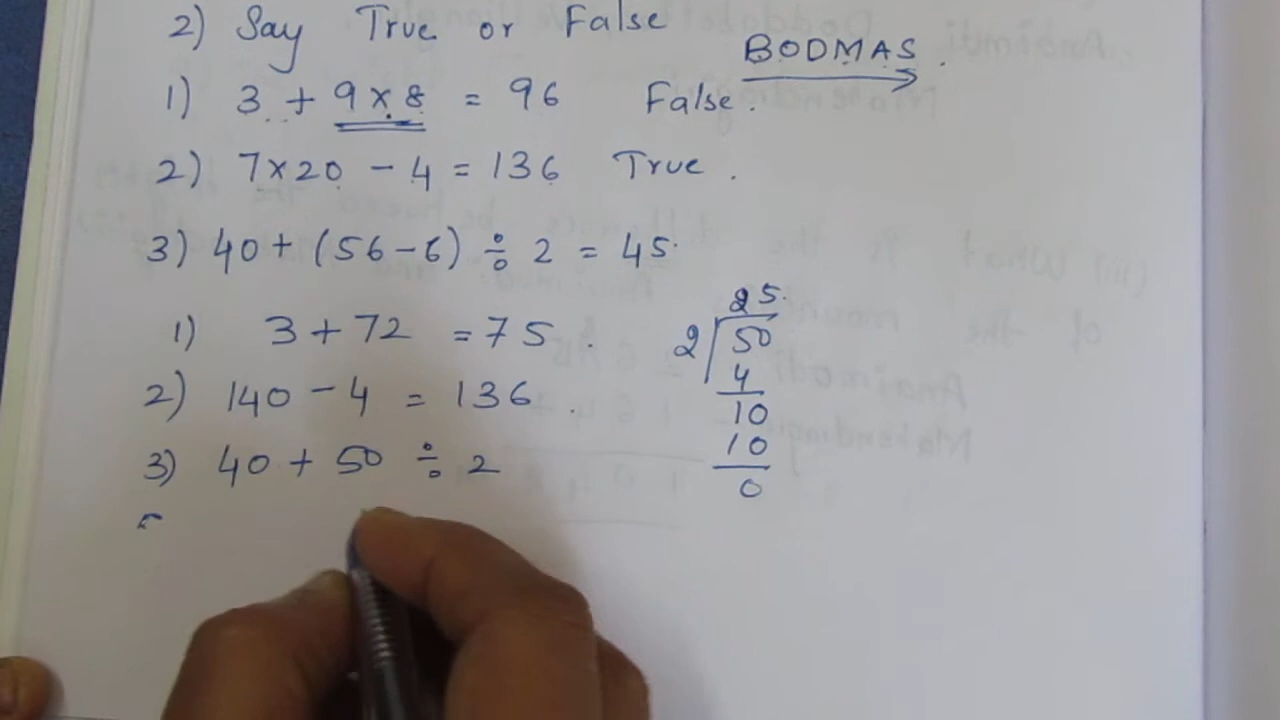 2) Say True or False
BODMAS.
1) 3 + 9 x 8 = 96 False.
2) 7 x 20 - 4 = 136 True.
3) 40 + (56 - 6) ÷ 2 = 45.
1) 3 + 72 = 75.
2) 140 - 4 = 136.
3) 40 + 50 ÷ 2
25.
2 50
4
10
10
0